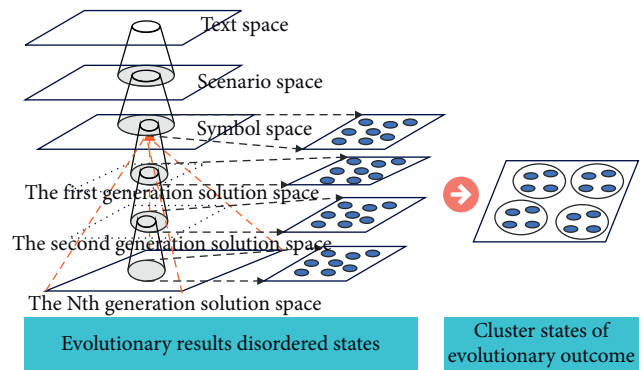 Text space
Scenario space
Symbol space
The first generation solution space
The second generation solution space
The Nth generation solution space
Evolutionary results disordered states
Cluster states of
evolutionary outcome